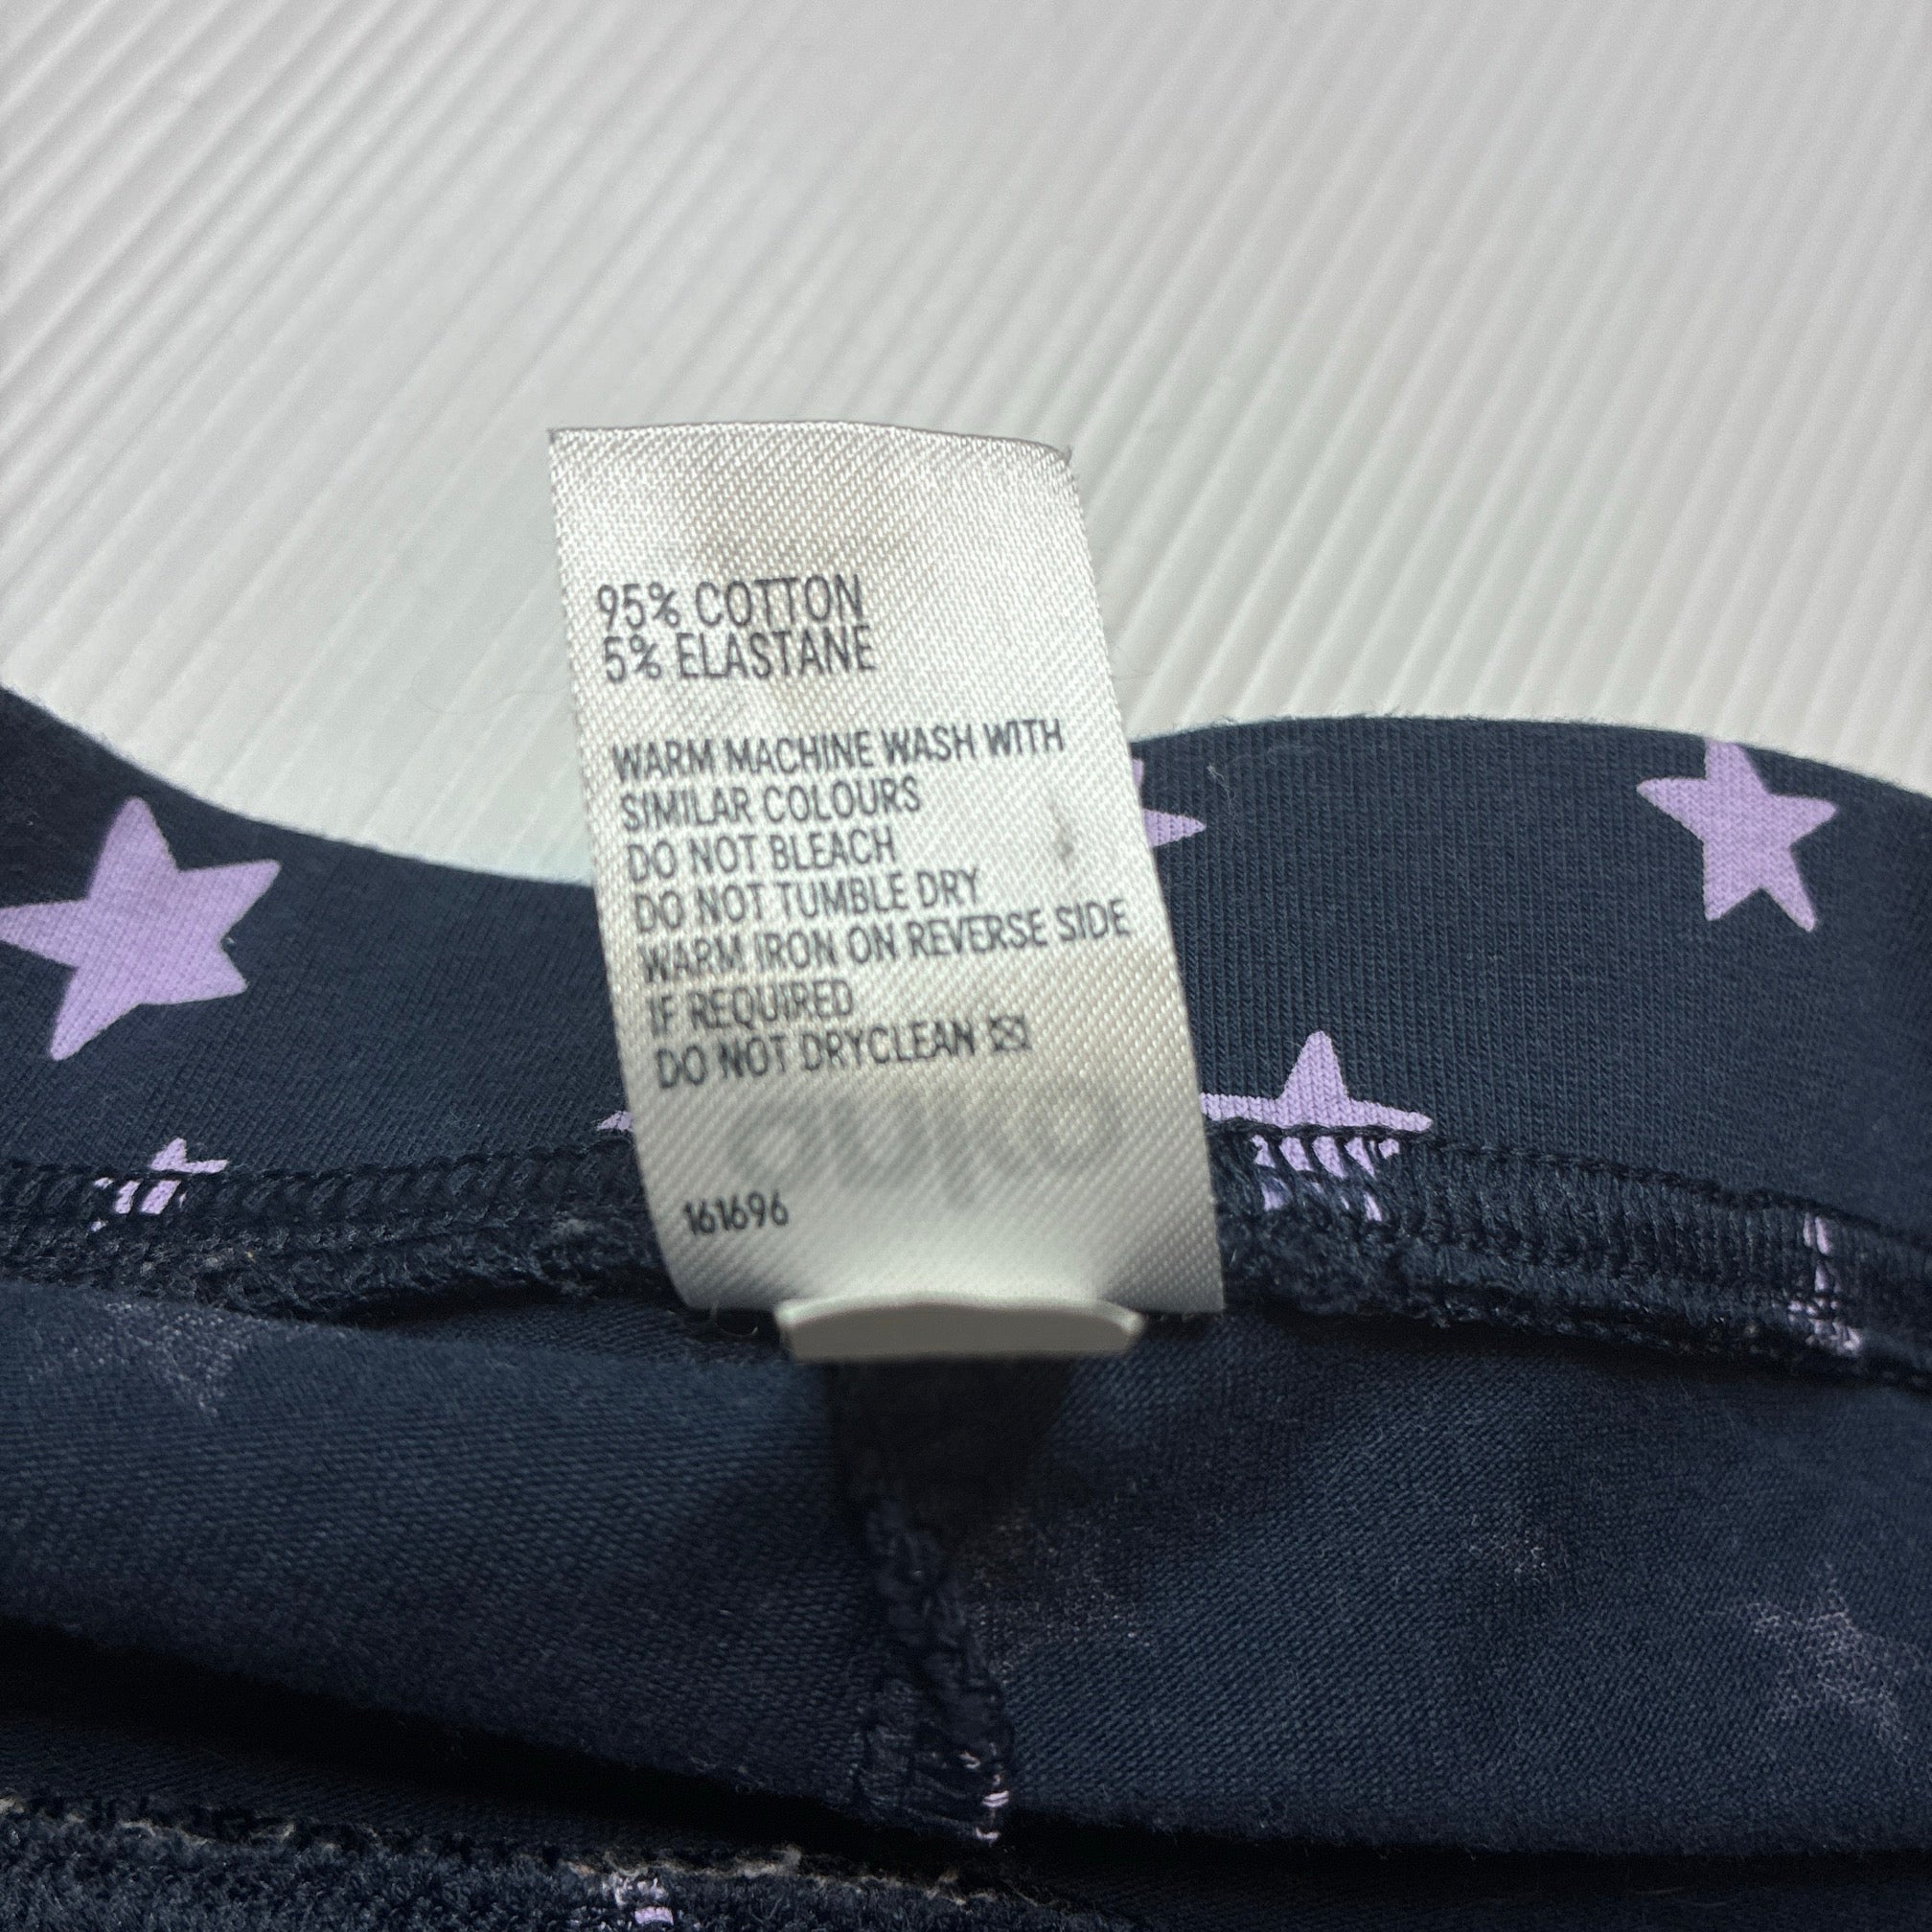 95% COTTON
5% ELASTANE
WARM MACHINE WASH WITH
SIMILAR COLOURS
DO NOT BLEACH
DO NOT TUMBLE DRY
WARM IRON ON REVERSE SIDE
IF REQUIRED
DO NOT DRYCLEAN
161696